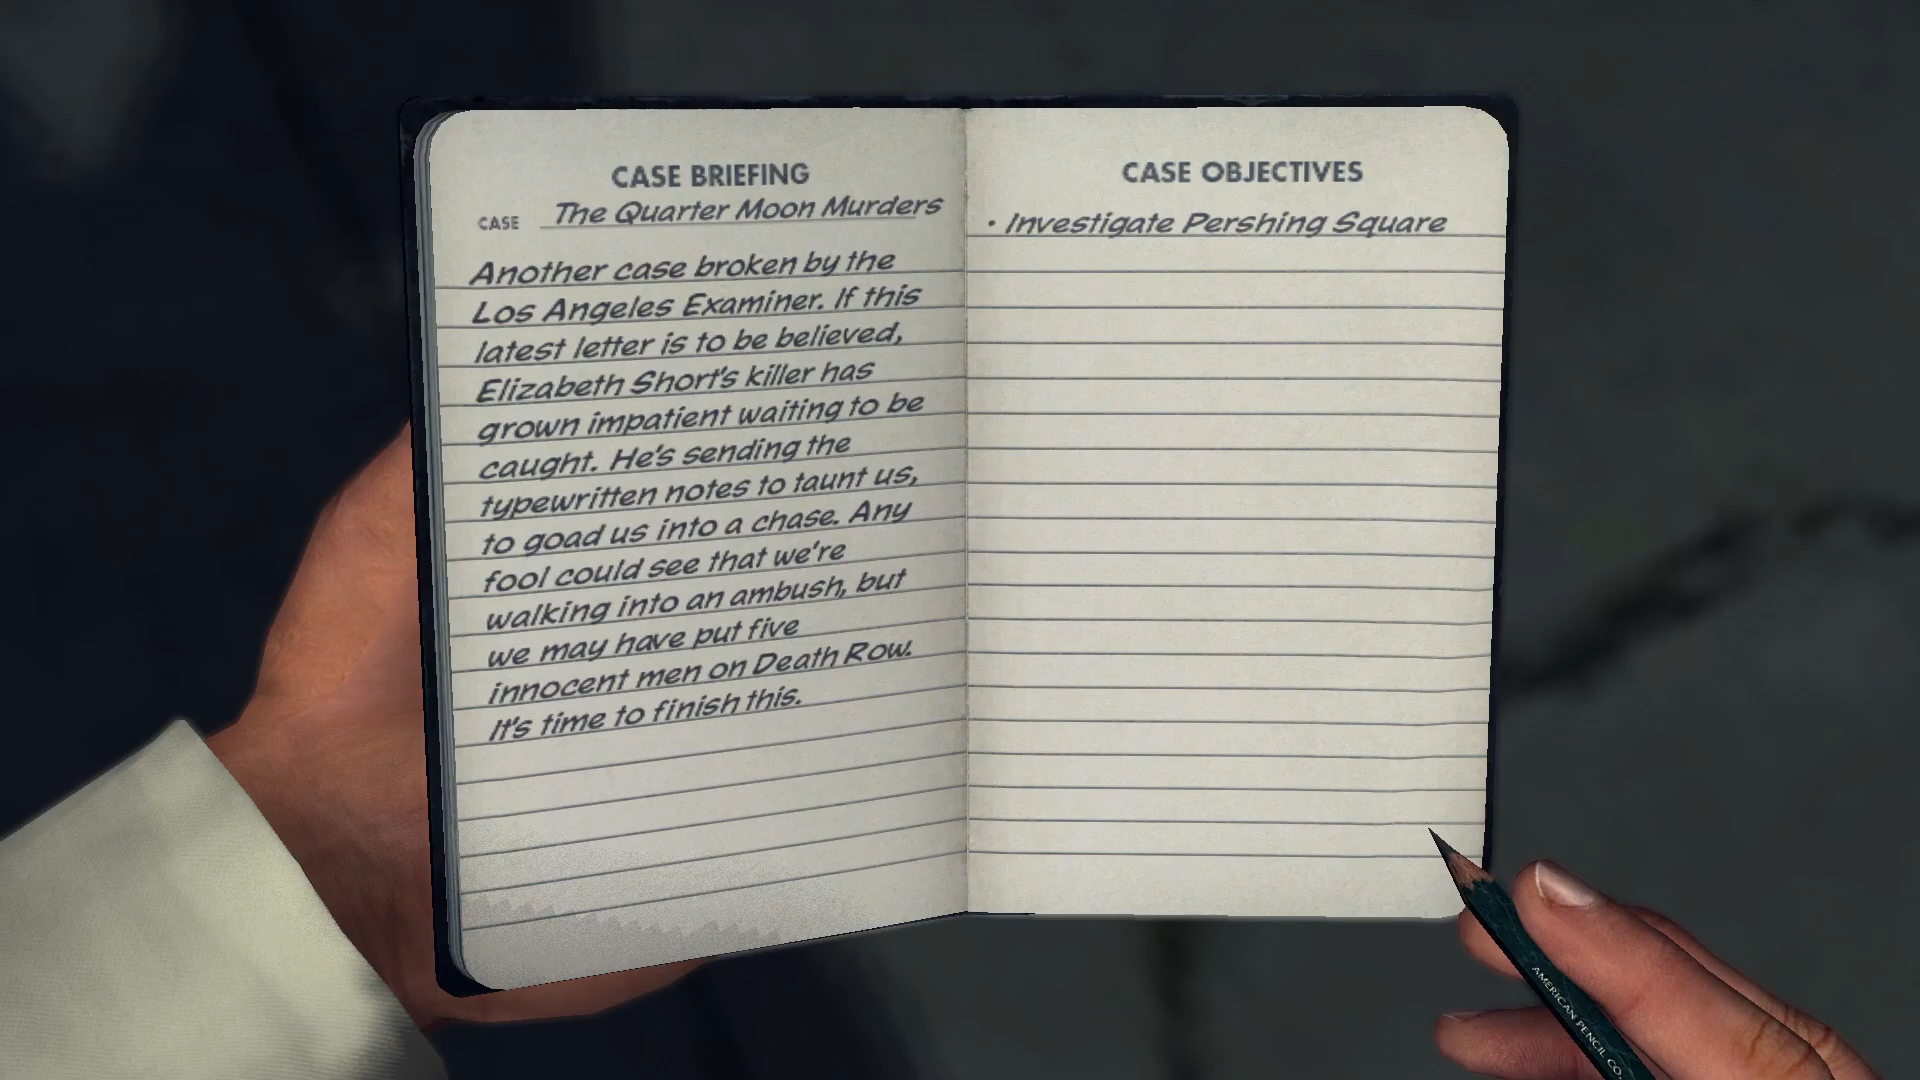 CASE BRIEFING
CASE The Quarter Moon Murders
Another case broken by the
Los Angeles Examiner. If this
latest letter is to be believed,
Elizabeth Short's killer has
grown impatient waiting to be
caught. He's sending the
typewritten notes to taunt us,
to goad us into a chase. Any
fool could see that we're
walking into an ambush, but
we may have put five
innocent men on Death Row.
It's time to finish this.
CASE OBJECTIVES
• Investigate Pershing Square
AMERICAN PENCIL CO.